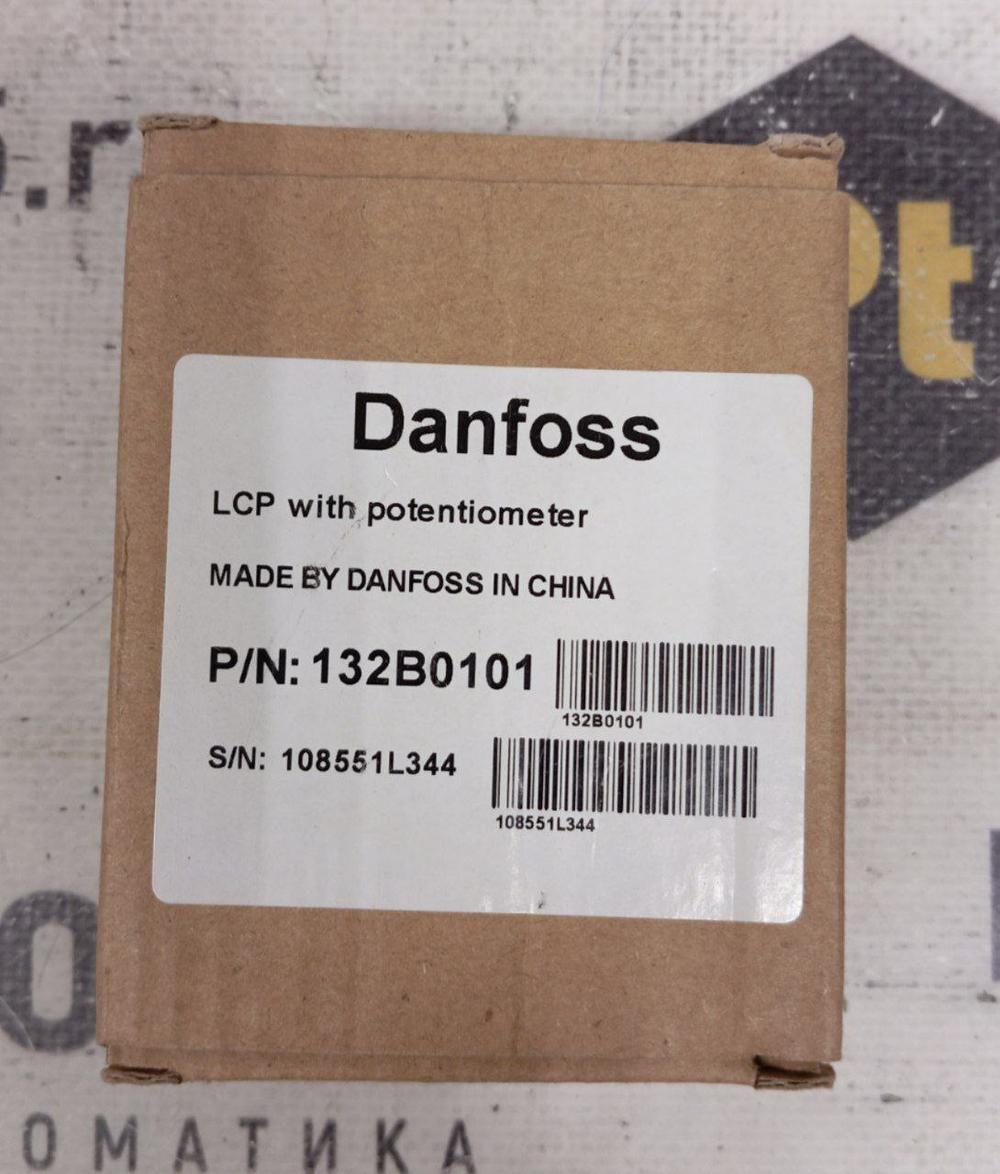 Danfoss
LCP with potentiometer
MADE BY DANFOSS IN CHINA
P/N: 132B0101
132B0101
S/N: 108551L344
108551L344
ОМАТИКА